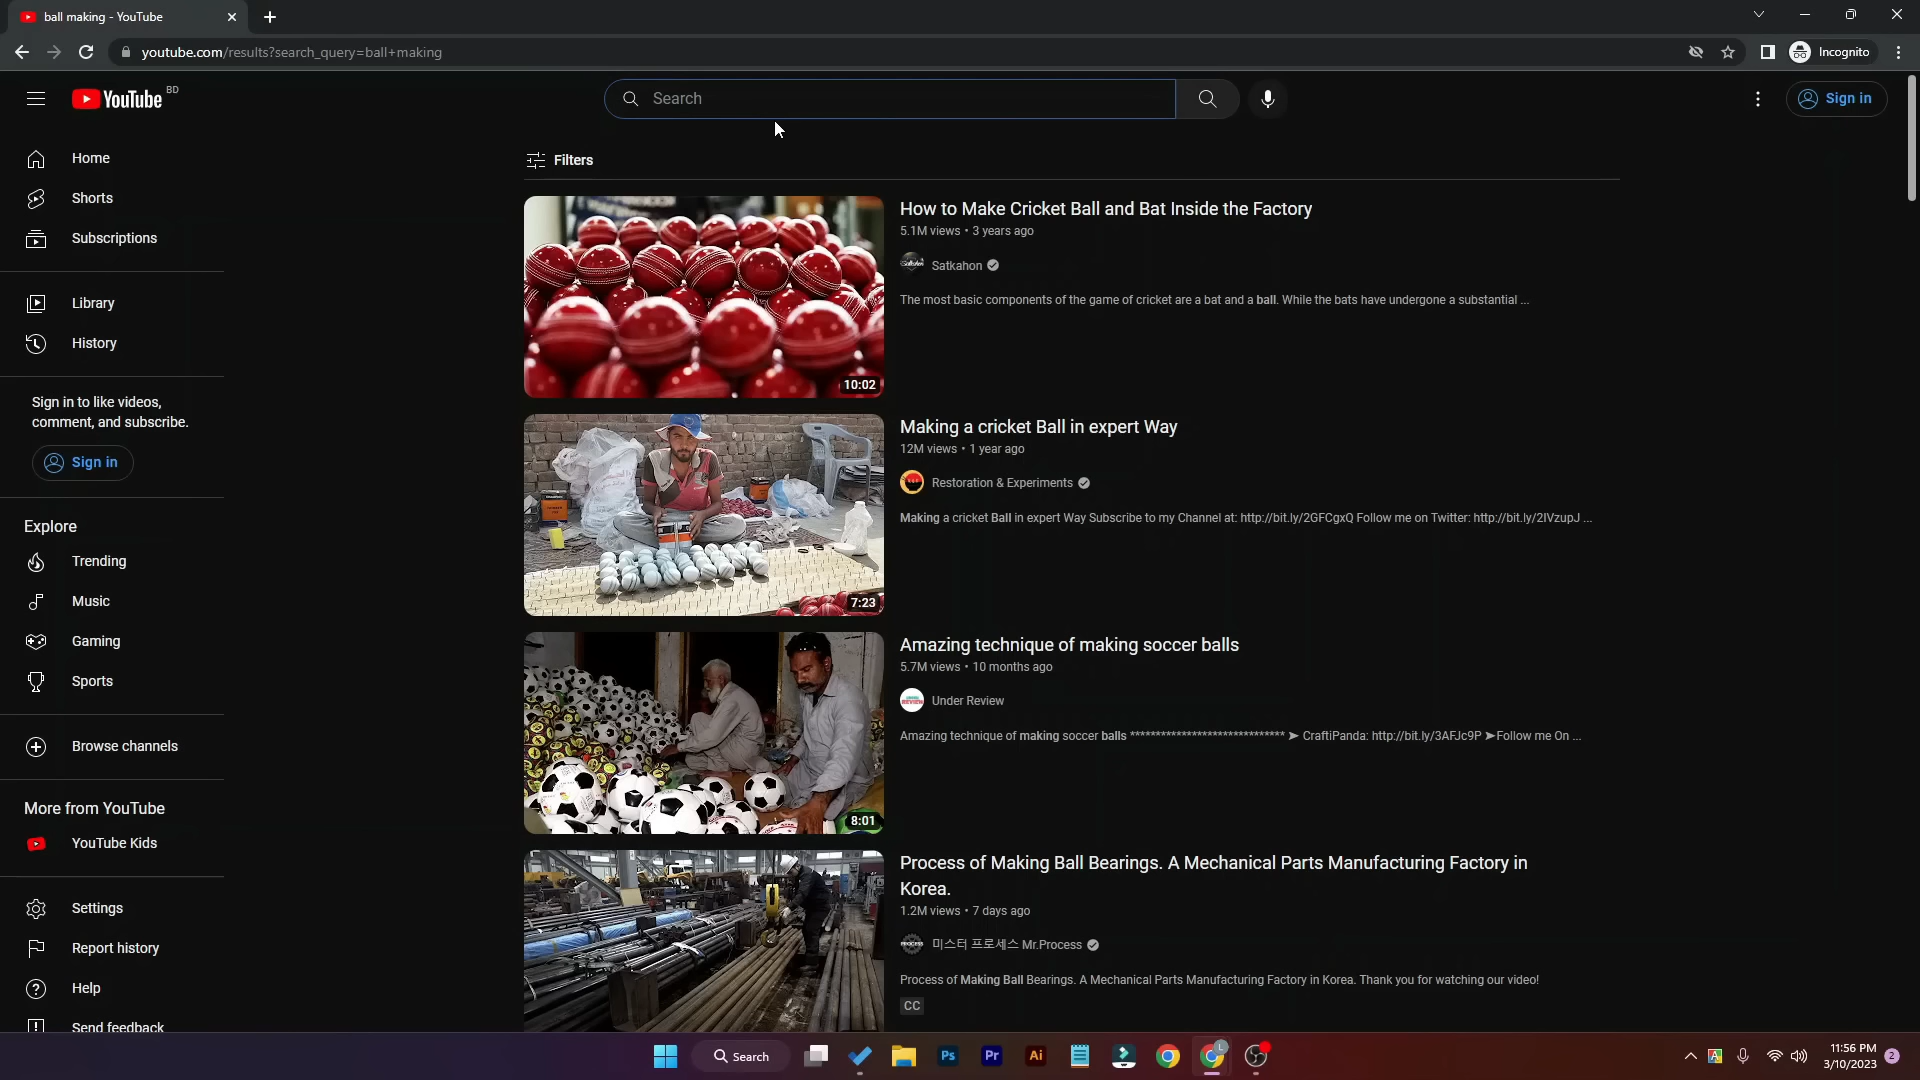 ball making - YouTube
youtube.com/results?search_query=ball+making
Incognito
YouTube BD
Search
Sign in
Home
Shorts
Subscriptions
Library
History
Sign in to like videos,
comment, and subscribe.
Sign in
Explore
Trending
Music
Gaming
Sports
Browse channels
More from YouTube
YouTube Kids
Settings
Report history
Help
Send feedback
Filters
10:02
How to Make Cricket Ball and Bat Inside the Factory
5.1M views • 3 years ago
Satkahon
The most basic components of the game of cricket are a bat and a ball. While the bats have undergone a substantial ...
7:23
Making a cricket Ball in expert Way
12M views • 1 year ago
Restoration & Experiments
Making a cricket Ball in expert Way Subscribe to my Channel at: http://bit.ly/2GFCgxQ Follow me on Twitter: http://bit.ly/2IVzupJ ...
8:01
Amazing technique of making soccer balls
5.7M views • 10 months ago
Under Review
Amazing technique of making soccer balls ****************************** ➤ CraftiPanda: http://bit.ly/3AFJc9P ➤Follow me On ...
Process of Making Ball Bearings. A Mechanical Parts Manufacturing Factory in
Korea.
1.2M views • 7 days ago
PROCESS
미스터 프로세스 Mr.Process
Process of Making Ball Bearings. A Mechanical Parts Manufacturing Factory in Korea. Thank you for watching our video!
CC
Search
Ps
Pr
Ai
L
A
11:56 PM
3/10/2023
2